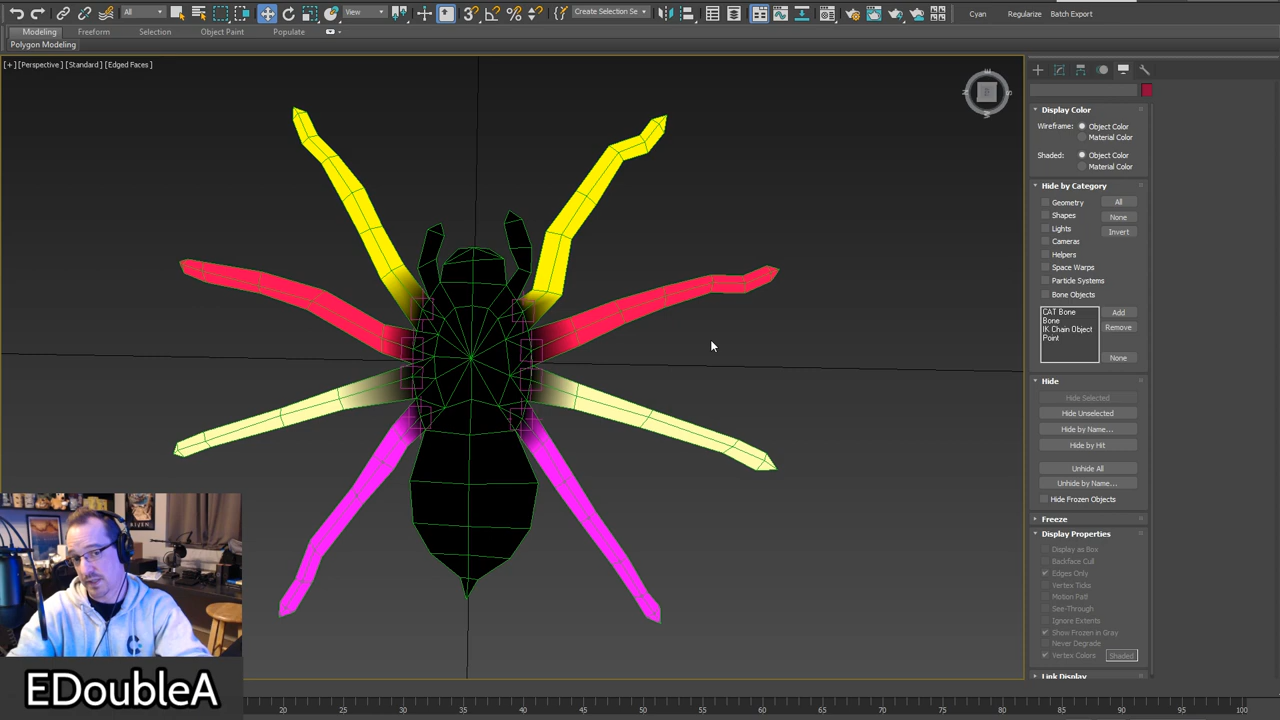 All
View
Create Selection Se
Cyan
Regularize
Batch Export
Modeling
Freeform
Selection
Object Paint
Populate
Polygon Modeling
[+] [Perspective] [Standard] [Edged Faces]
Display Color
Wireframe: Object Color
Material Color
Shaded: Object Color
Material Color
Hide by Category
Geometry
All
Shapes
None
Lights
Invert
Cameras
Helpers
Space Warps
Particle Systems
Bone Objects
CAT Bone
Bone
IK Chain Object
Point
Add
Remove
None
Hide
Hide Selected
Hide Unselected
Hide by Name...
Hide by Hit
Unhide All
Unhide by Name...
Hide Frozen Objects
Freeze
Display Properties
Display as Box
Backface Cull
Edges Only
Vertex Ticks
Motion Path
See-Through
Ignore Extents
Show Frozen in Gray
Never Degrade
Vertex Colors Shaded
Link Display
EDoubleA
20 25 30 35 40 45 50 55 60 65 70 75 80 85 90 95 100